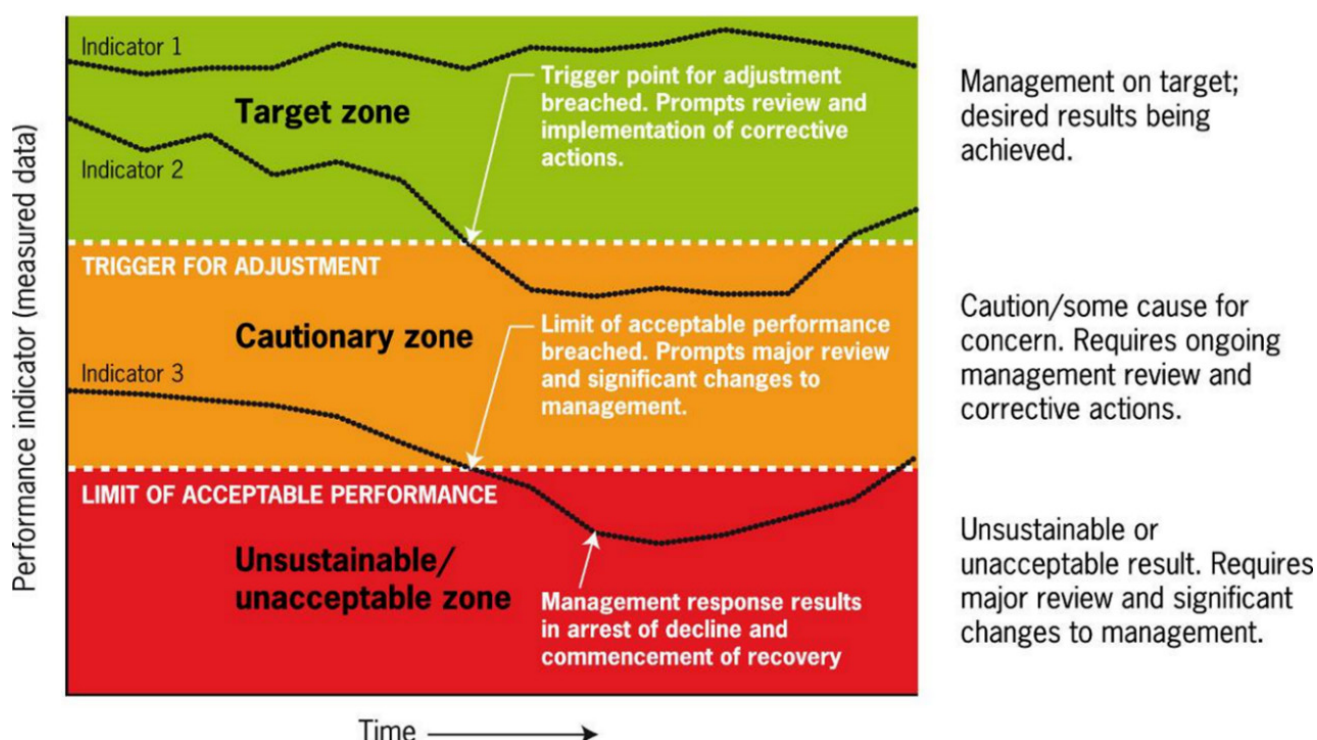 Performance indicator (measured data)
Indicator 1
Target zone
Indicator 2
Trigger point for adjustment
breached. Prompts review and
implementation of corrective
actions.
Management on target;
desired results being
achieved.
TRIGGER FOR ADJUSTMENT
Cautionary zone
Indicator 3
Limit of acceptable performance
breached. Prompts major review
and significant changes to
management.
Caution/some cause for
concern. Requires ongoing
management review and
corrective actions.
LIMIT OF ACCEPTABLE PERFORMANCE
Unsustainable/
unacceptable zone
Management response results
in arrest of decline and
commencement of recovery
Unsustainable or
unacceptable result. Requires
major review and significant
changes to management.
Time